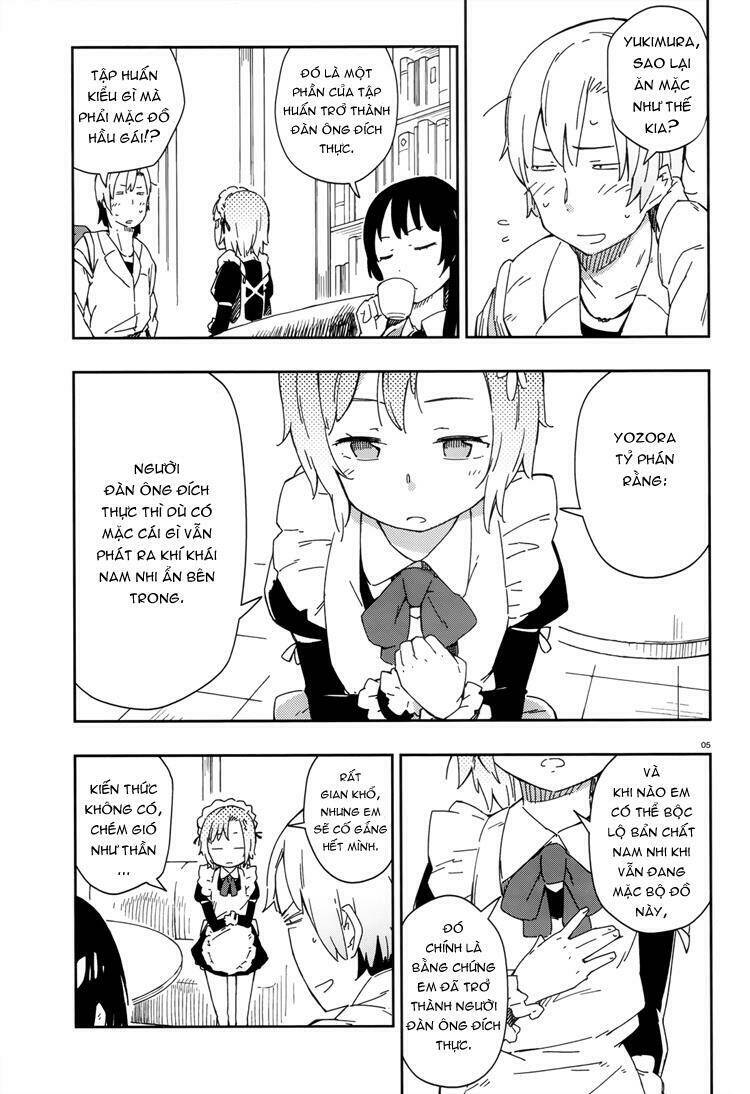 YUKIMURA,
SAO LẠI
ĂN MẶC
NHƯ THẾ
KIA?
ĐÓ LÀ MỘT
PHẦN CỦA TẬP
HUẤN TRỞ THÀNH
ĐÀN ÔNG ĐÍCH
THỰC.
TẬP HUẤN
KIỂU GÌ MÀ
PHẢI MẶC ĐỒ
HẦU GÁI!?
YOZORA
TỶ PHÁN
RẰNG:
NGƯỜI
ĐÀN ÔNG ĐÍCH
THỰC THÌ DÙ CÓ
MẶC CÁI GÌ VẪN
PHÁT RA KHÍ KHÁI
NAM NHI ẨN BÊN
TRONG.
05
VÀ
KHI NÀO EM
CÓ THỂ BỘC
LỘ BẢN CHẤT
NAM NHI KHI
VẪN ĐANG
MẶC BỘ ĐỒ
NÀY,
ĐÓ
CHÍNH LÀ
BẰNG CHỨNG
EM ĐÃ TRỞ
THÀNH NGƯỜI
ĐÀN ÔNG ĐÍCH
THỰC.
RẤT
GIAN KHỔ,
NHƯNG EM
SẼ CỐ GẮNG
HẾT MÌNH.
KIẾN THỨC
KHÔNG CÓ,
CHÉM GIÓ
NHƯ THẦN
...